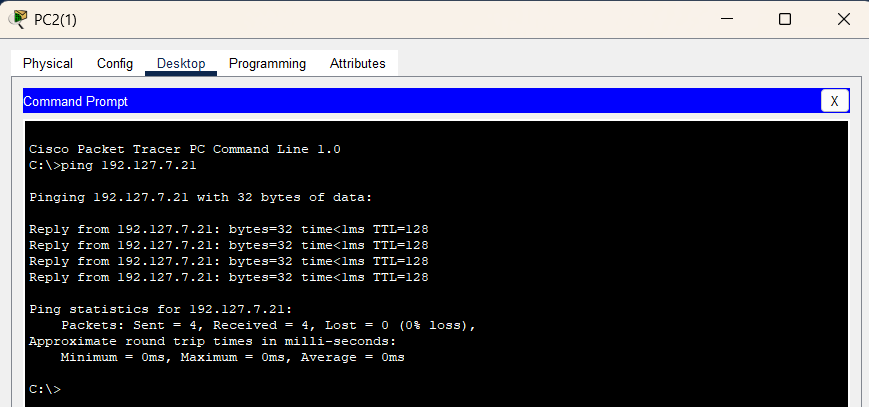 PC2(1)
Physical Config Desktop Programming Attributes
Command Prompt X
Cisco Packet Tracer PC Command Line 1.0
C:\>ping 192.127.7.21
Pinging 192.127.7.21 with 32 bytes of data:
Reply from 192.127.7.21: bytes=32 time<1ms TTL=128
Reply from 192.127.7.21: bytes=32 time<1ms TTL=128
Reply from 192.127.7.21: bytes=32 time<1ms TTL=128
Reply from 192.127.7.21: bytes=32 time<1ms TTL=128
Ping statistics for 192.127.7.21:
    Packets: Sent = 4, Received = 4, Lost = 0 (0% loss),
Approximate round trip times in milli-seconds:
    Minimum = 0ms, Maximum = 0ms, Average = 0ms
C:\>